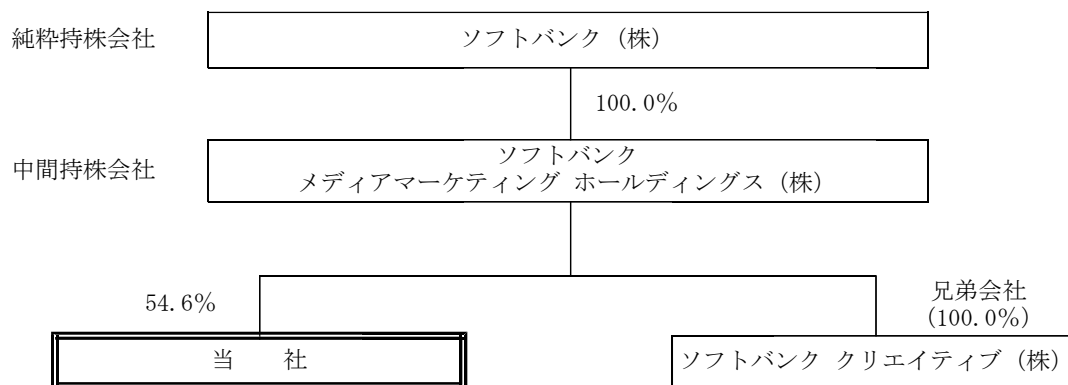 純粋持株会社
ソフトバンク (株)
100.0%
中間持株会社
ソフトバンク
メディアマーケティング ホールディングス (株)
54.6%
兄弟会社
(100.0%)
当 社
ソフトバンク クリエイティブ (株)